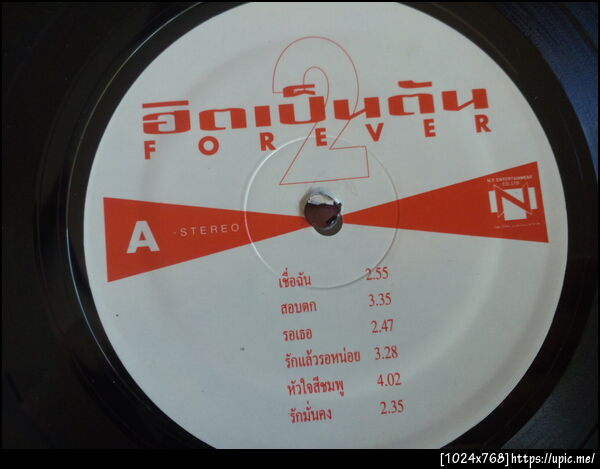 2
ฮิตเป็นตัน
FOREVER
A
·STEREO
N.T. ENTERTAINMENT
CO.,LTD.
N
เชื่อฉัน 2.55
สอบตก 3.35
รอเธอ 2.47
รักแล้วรอหน่อย 3.28
หัวใจสีชมพู 4.02
รักมั่นคง 2.35
[1024x768]https://upic.me/